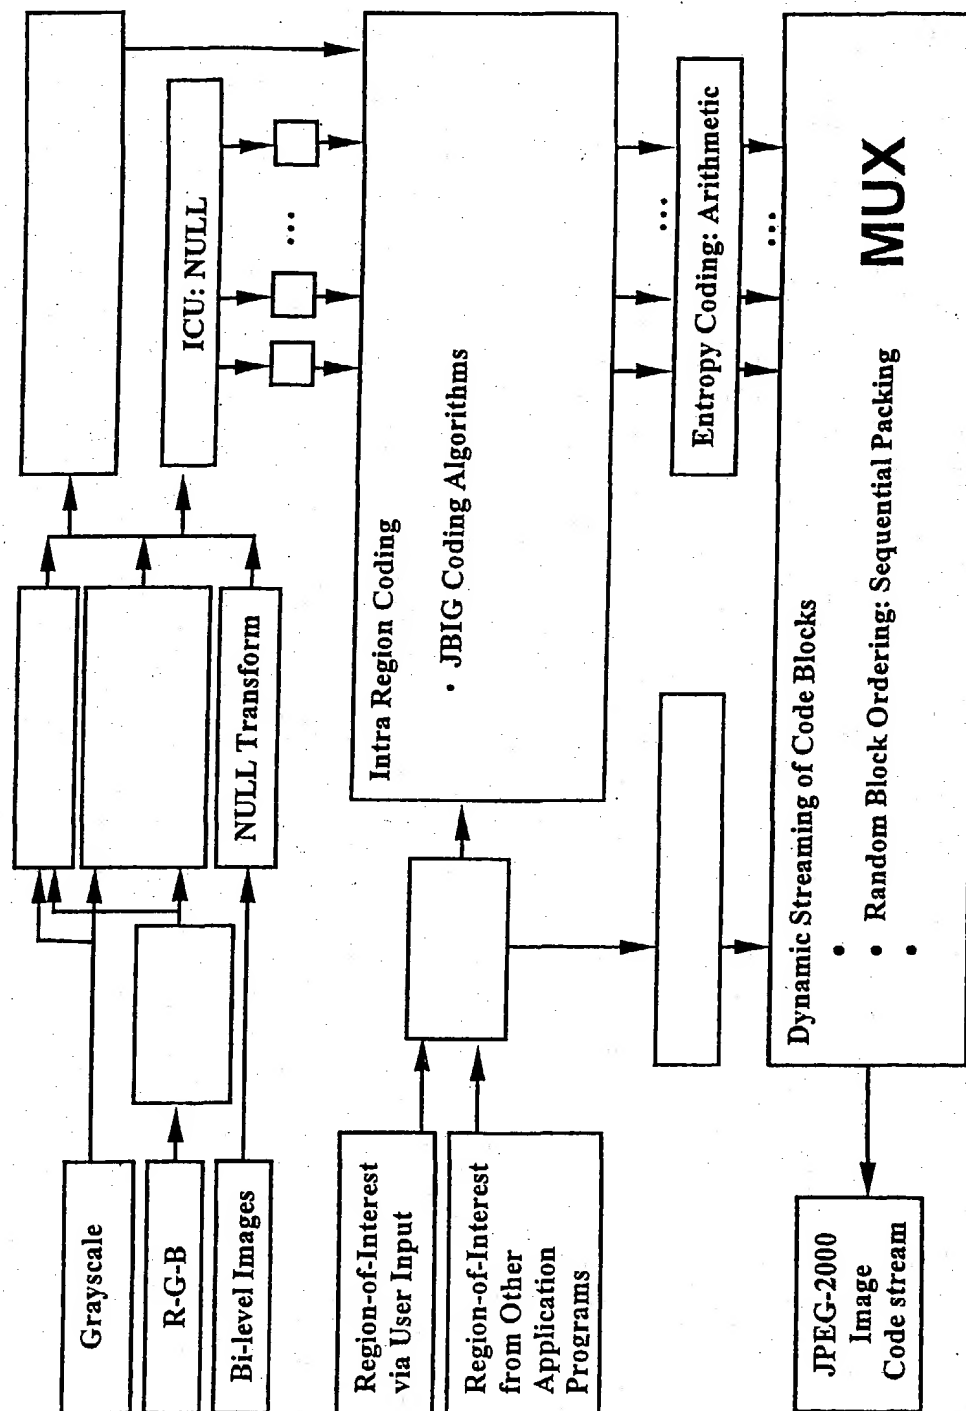 Grayscale
R-G-B
Bi-level Images
NULL Transform
ICU: NULL
...
Region-of-Interest
via User Input
Region-of-Interest
from Other
Application
Programs
Intra Region Coding
• JBIG Coding Algorithms
...
Entropy Coding: Arithmetic
...
Dynamic Streaming of Code Blocks
•
• Random Block Ordering: Sequential Packing
•
MUX
JPEG-2000
Image
Code stream